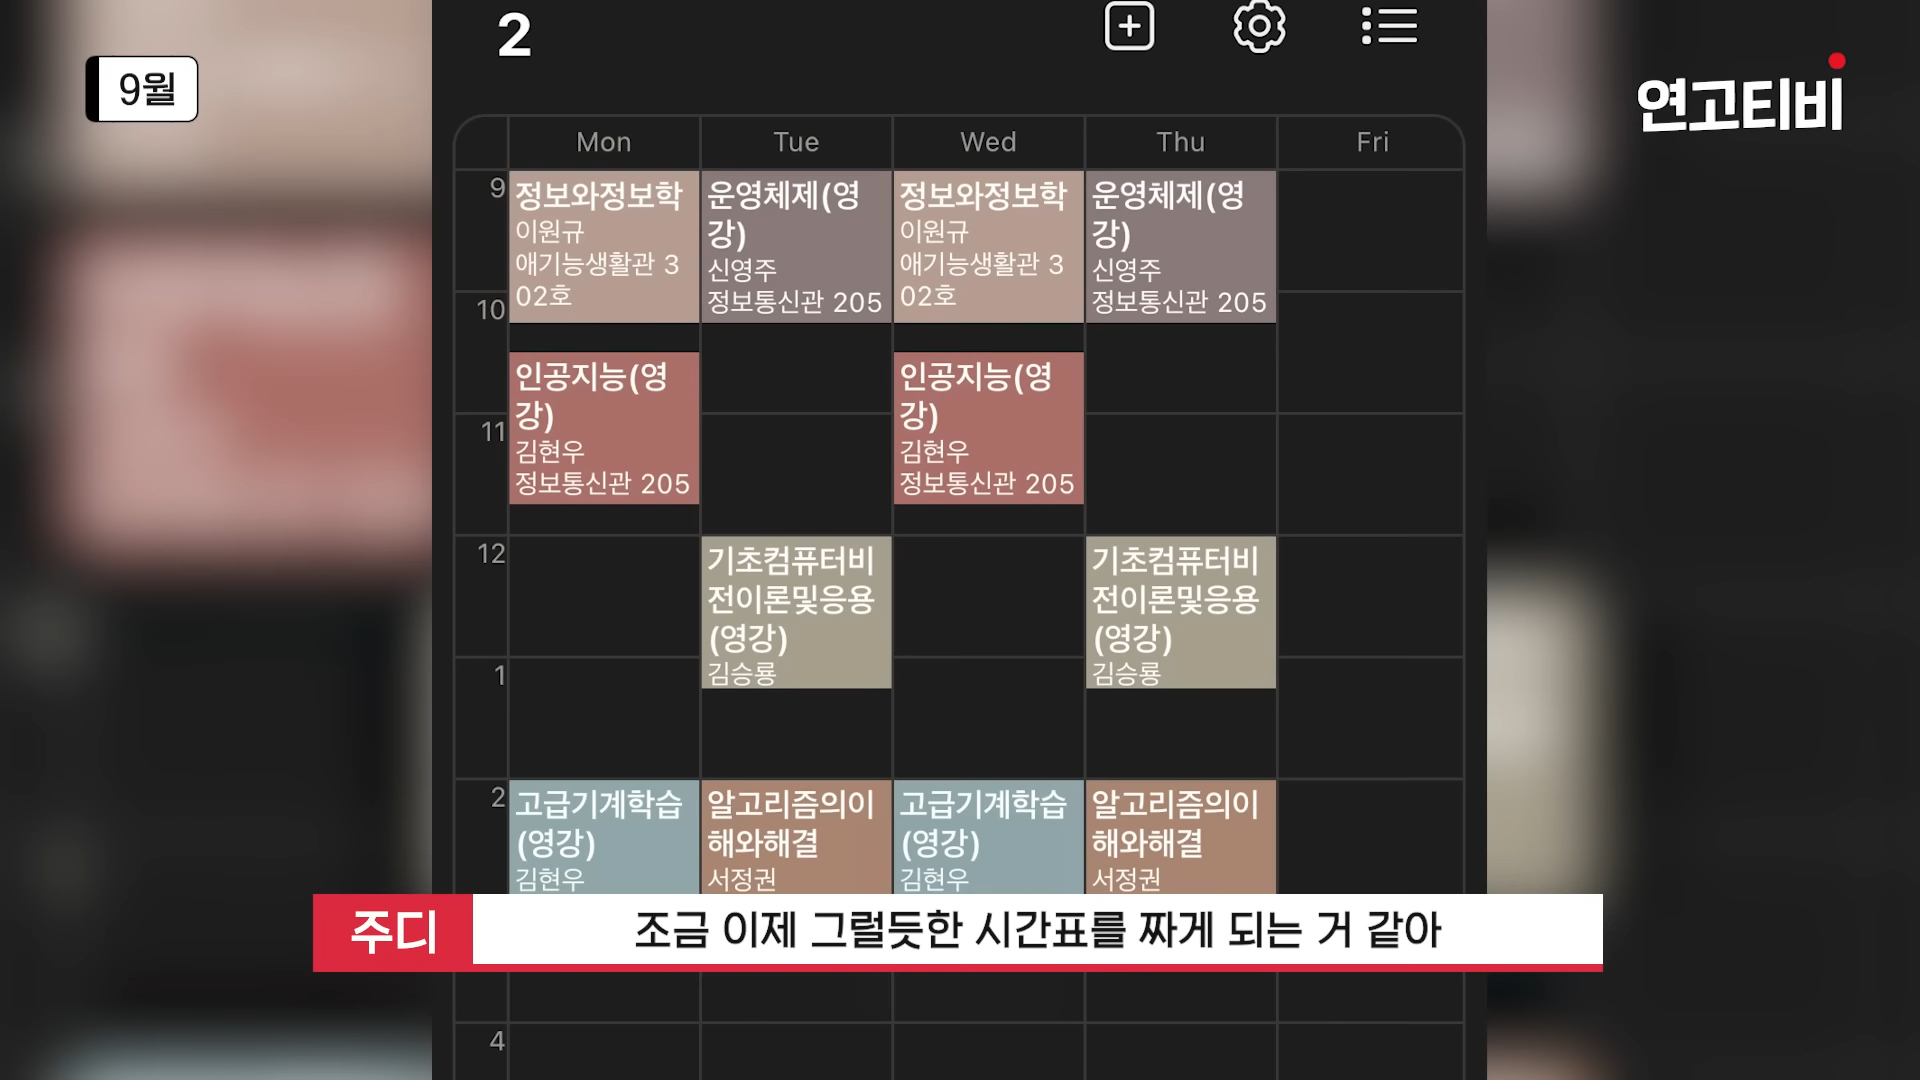 9월
2
연고티비
Mon Tue Wed Thu Fri
9
정보와정보학
이원규
애기능생활관 3
02호
운영체제(영
강)
신영주
정보통신관 205
정보와정보학
이원규
애기능생활관 3
02호
운영체제(영
강)
신영주
정보통신관 205
10
인공지능(영
강)
김현우
정보통신관 205
인공지능(영
강)
김현우
정보통신관 205
11
12
기초컴퓨터비
전이론및응용
(영강)
김승룡
기초컴퓨터비
전이론및응용
(영강)
김승룡
1
2
고급기계학습
(영강)
김현우
알고리즘의이
해와해결
서정권
고급기계학습
(영강)
김현우
알고리즘의이
해와해결
서정권
주디
조금 이제 그럴듯한 시간표를 짜게 되는 거 같아
4